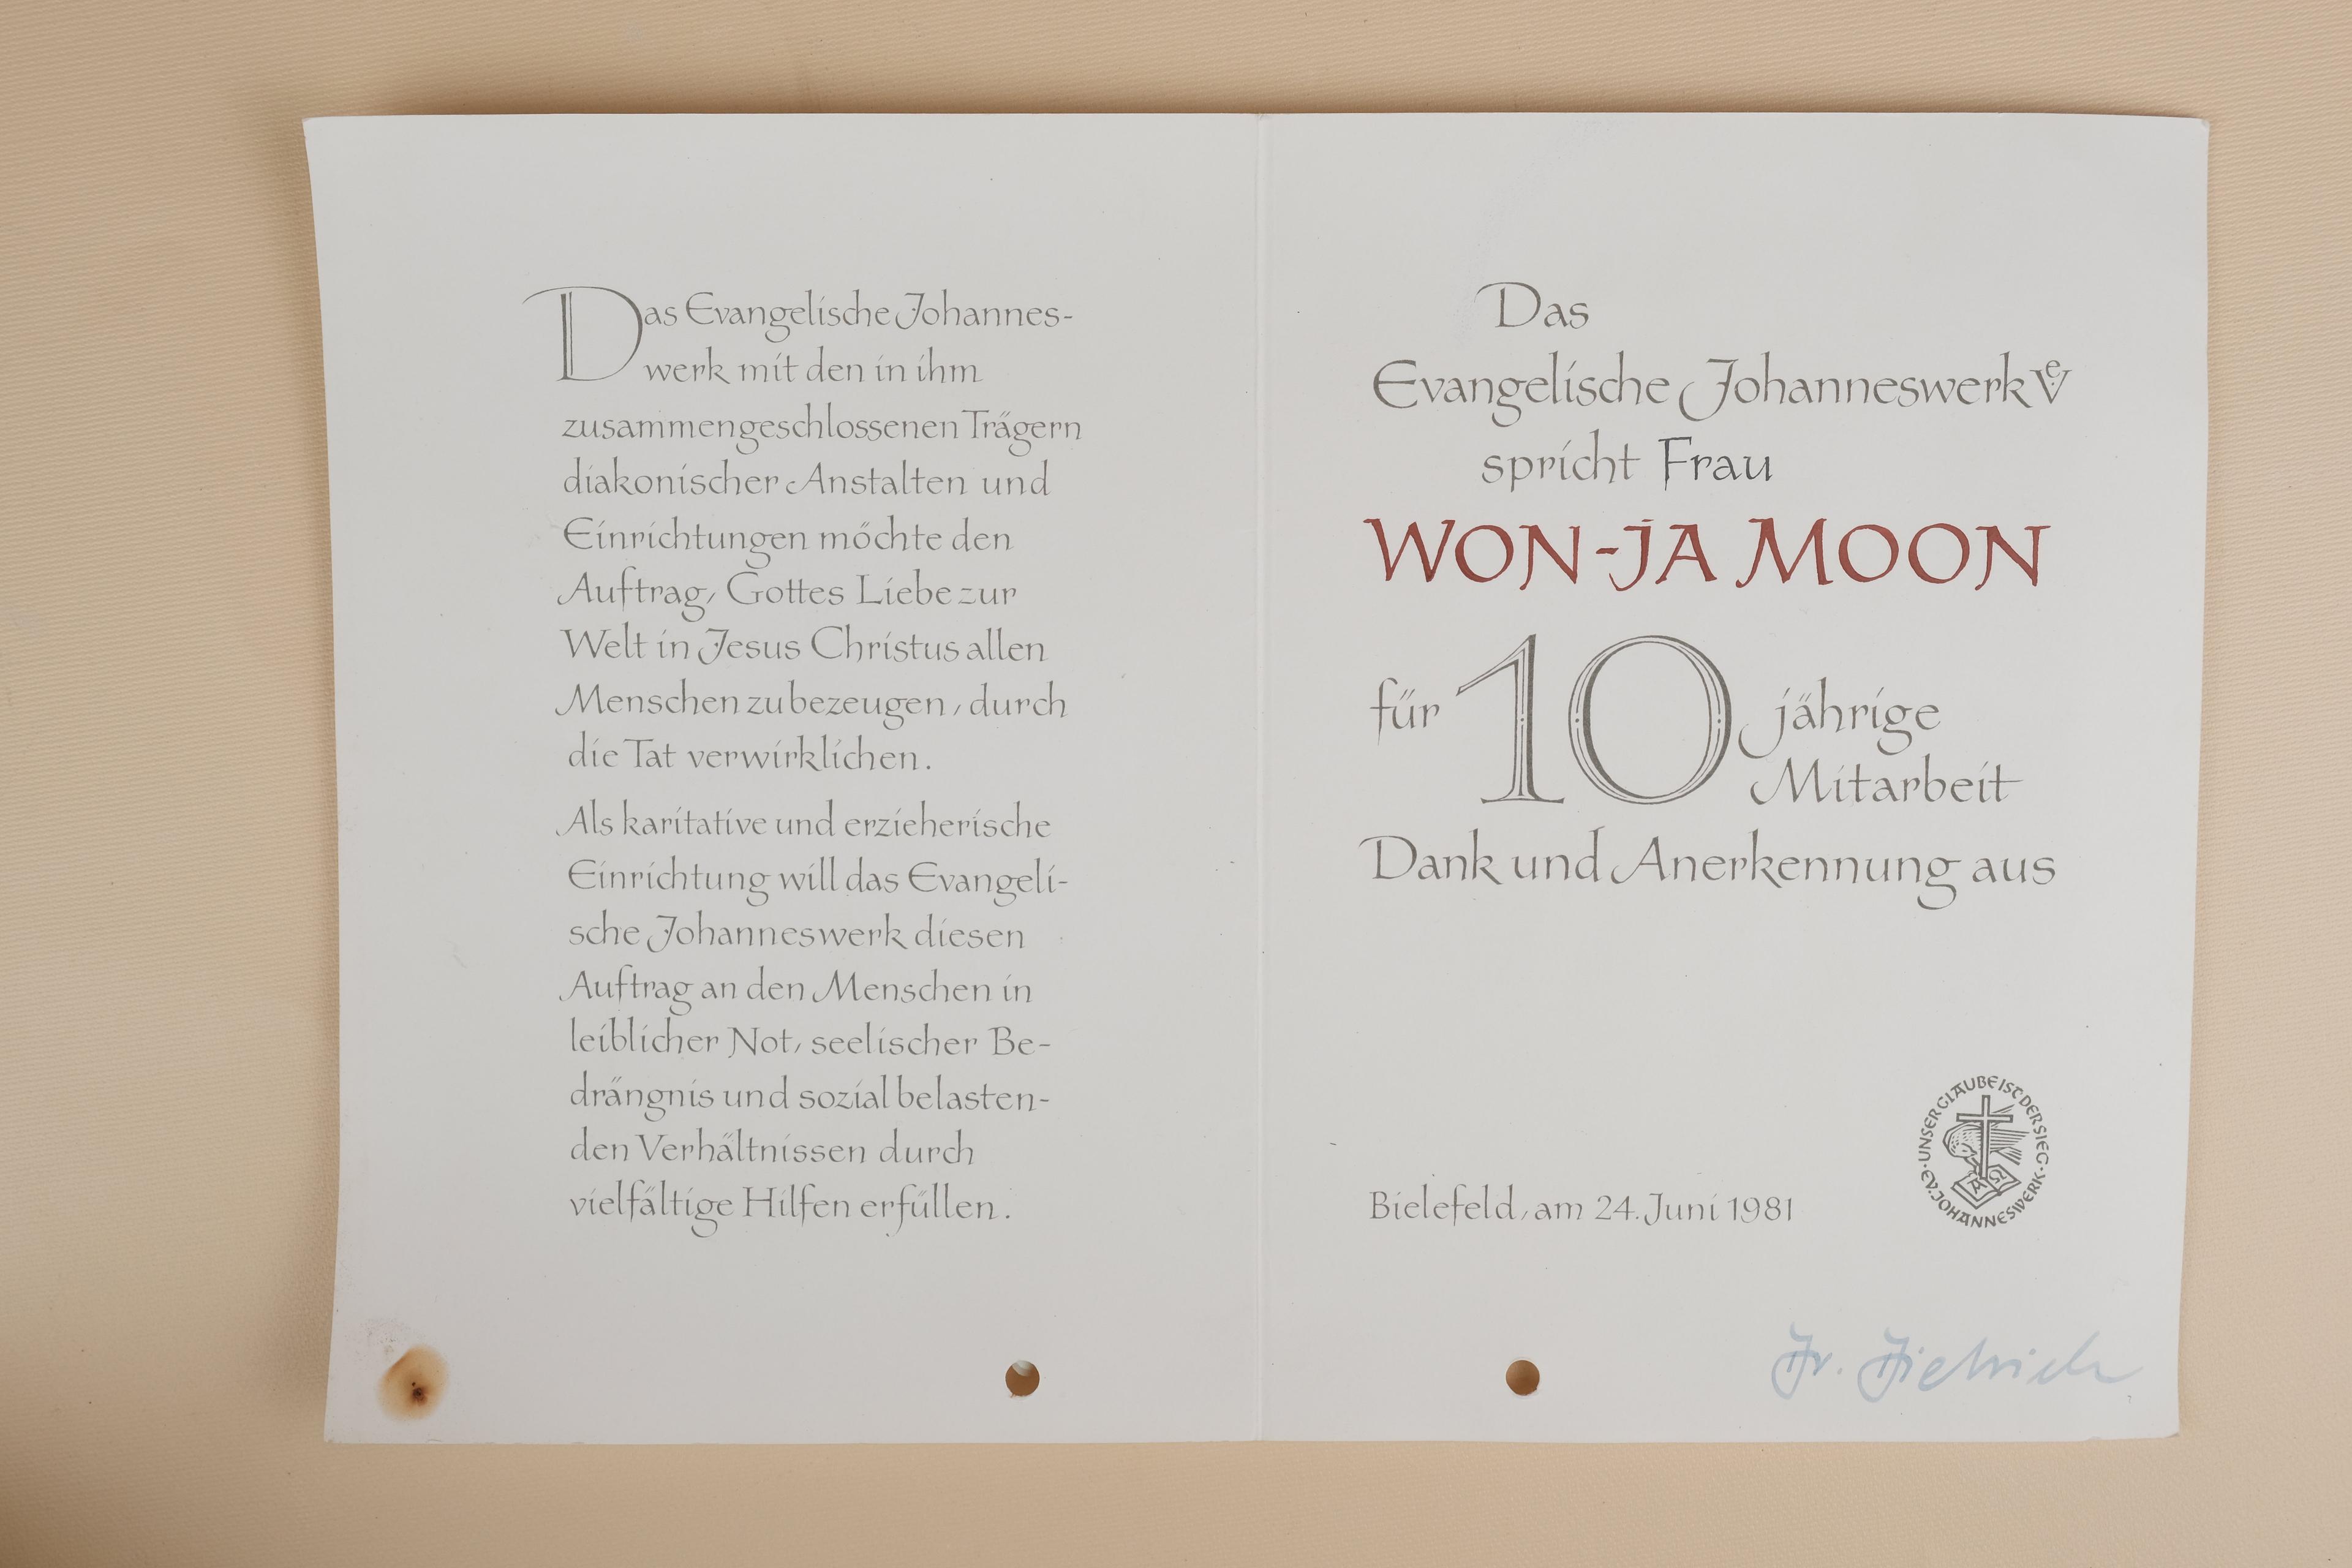 Das Evangelische Johannes-
werk mit den in ihm
zusammengeschlossenen Trägern
diakonischer Anstalten und
Einrichtungen möchte den
Auftrag, Gottes Liebe zur
Welt in Jesus Christus allen
Menschen zu bezeugen, durch
die Tat verwirklichen.
Als karitative und erzieherische
Einrichtung will das Evangeli-
sche Johanneswerk diesen
Auftrag an den Menschen in
leiblicher Not, seelischer Be-
drängnis und sozial belasten-
den Verhältnissen durch
vielfältige Hilfen erfüllen.
Das
Evangelische Johanneswerk eV
spricht Frau
WON-JA MOON
für 10 jährige
Mitarbeit
Dank und Anerkennung aus
UNSER GLAUBE IST DER SIEG · EV. JOHANNESWERK ·
A Ω
Bielefeld, am 24. Juni 1981
Dr. Dietrich